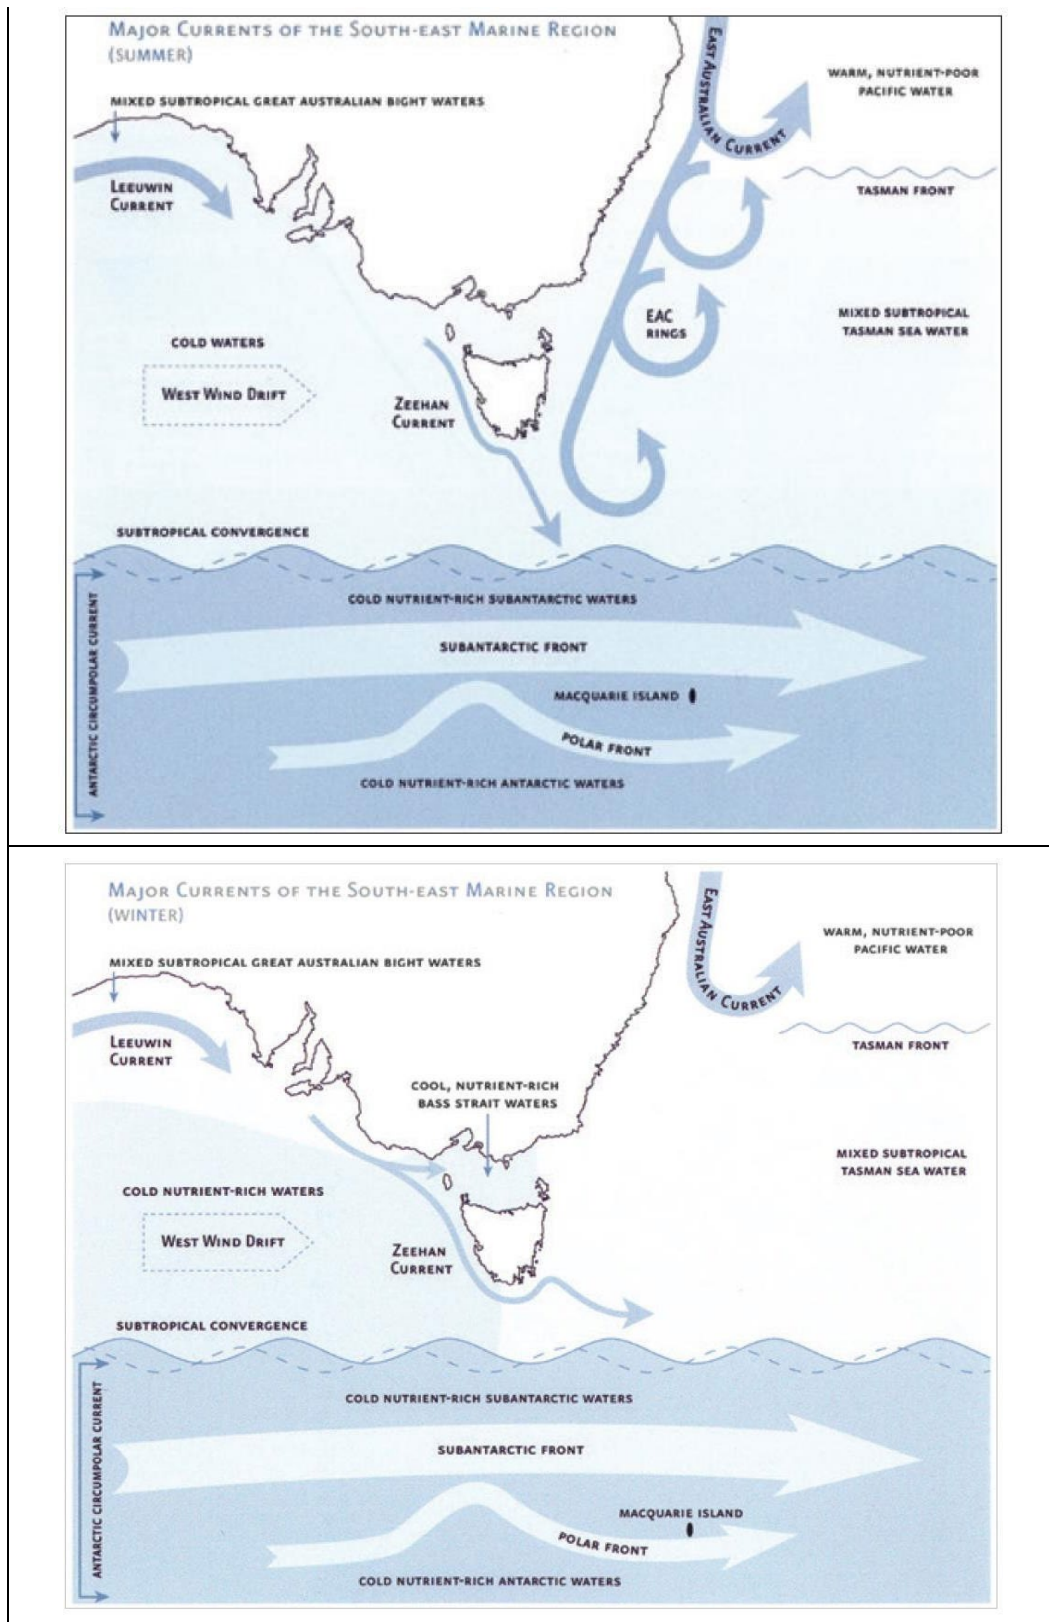 MAJOR CURRENTS OF THE SOUTH-EAST MARINE REGION
(SUMMER)
MIXED SUBTROPICAL GREAT AUSTRALIAN BIGHT WATERS
EAST AUSTRALIAN CURRENT
WARM, NUTRIENT-POOR
PACIFIC WATER
LEEUWIN
CURRENT
TASMAN FRONT
EAC
RINGS
MIXED SUBTROPICAL
TASMAN SEA WATER
COLD WATERS
WEST WIND DRIFT
ZEEHAN
CURRENT
SUBTROPICAL CONVERGENCE
ANTARCTIC CIRCUMPOLAR CURRENT
COLD NUTRIENT-RICH SUBANTARCTIC WATERS
SUBANTARCTIC FRONT
MACQUARIE ISLAND
POLAR FRONT
COLD NUTRIENT-RICH ANTARCTIC WATERS
MAJOR CURRENTS OF THE SOUTH-EAST MARINE REGION
(WINTER)
MIXED SUBTROPICAL GREAT AUSTRALIAN BIGHT WATERS
EAST AUSTRALIAN CURRENT
WARM, NUTRIENT-POOR
PACIFIC WATER
LEEUWIN
CURRENT
TASMAN FRONT
COOL, NUTRIENT-RICH
BASS STRAIT WATERS
MIXED SUBTROPICAL
TASMAN SEA WATER
COLD NUTRIENT-RICH WATERS
WEST WIND DRIFT
ZEEHAN
CURRENT
SUBTROPICAL CONVERGENCE
ANTARCTIC CIRCUMPOLAR CURRENT
COLD NUTRIENT-RICH SUBANTARCTIC WATERS
SUBANTARCTIC FRONT
MACQUARIE ISLAND
POLAR FRONT
COLD NUTRIENT-RICH ANTARCTIC WATERS